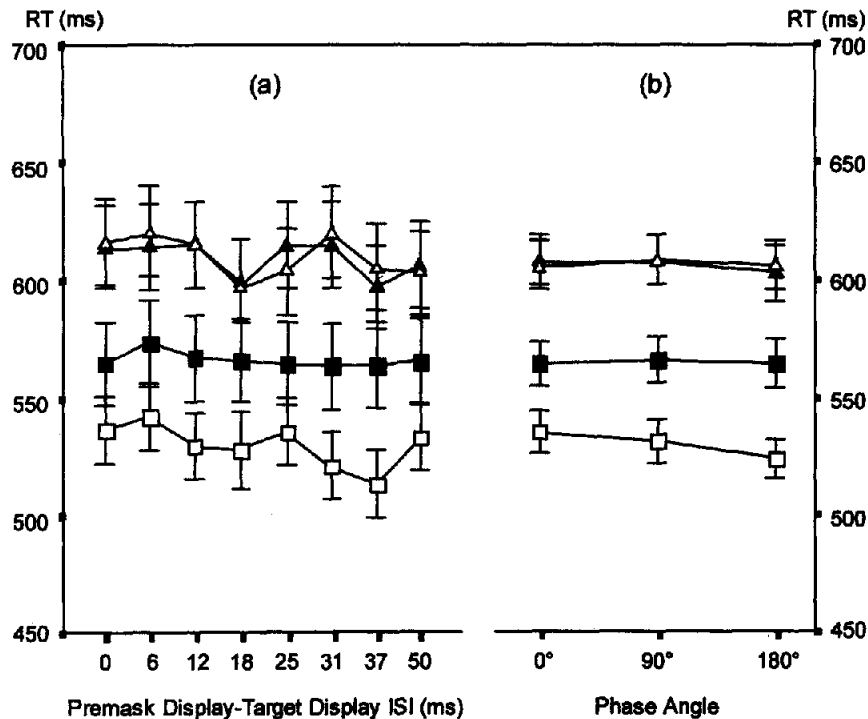 RT (ms)
RT (ms)
700
700
(a)
(b)
650
650
600
600
550
550
500
500
450
450
0 6 12 18 25 31 37 50
0° 90° 180°
Premask Display-Target Display ISI (ms)
Phase Angle